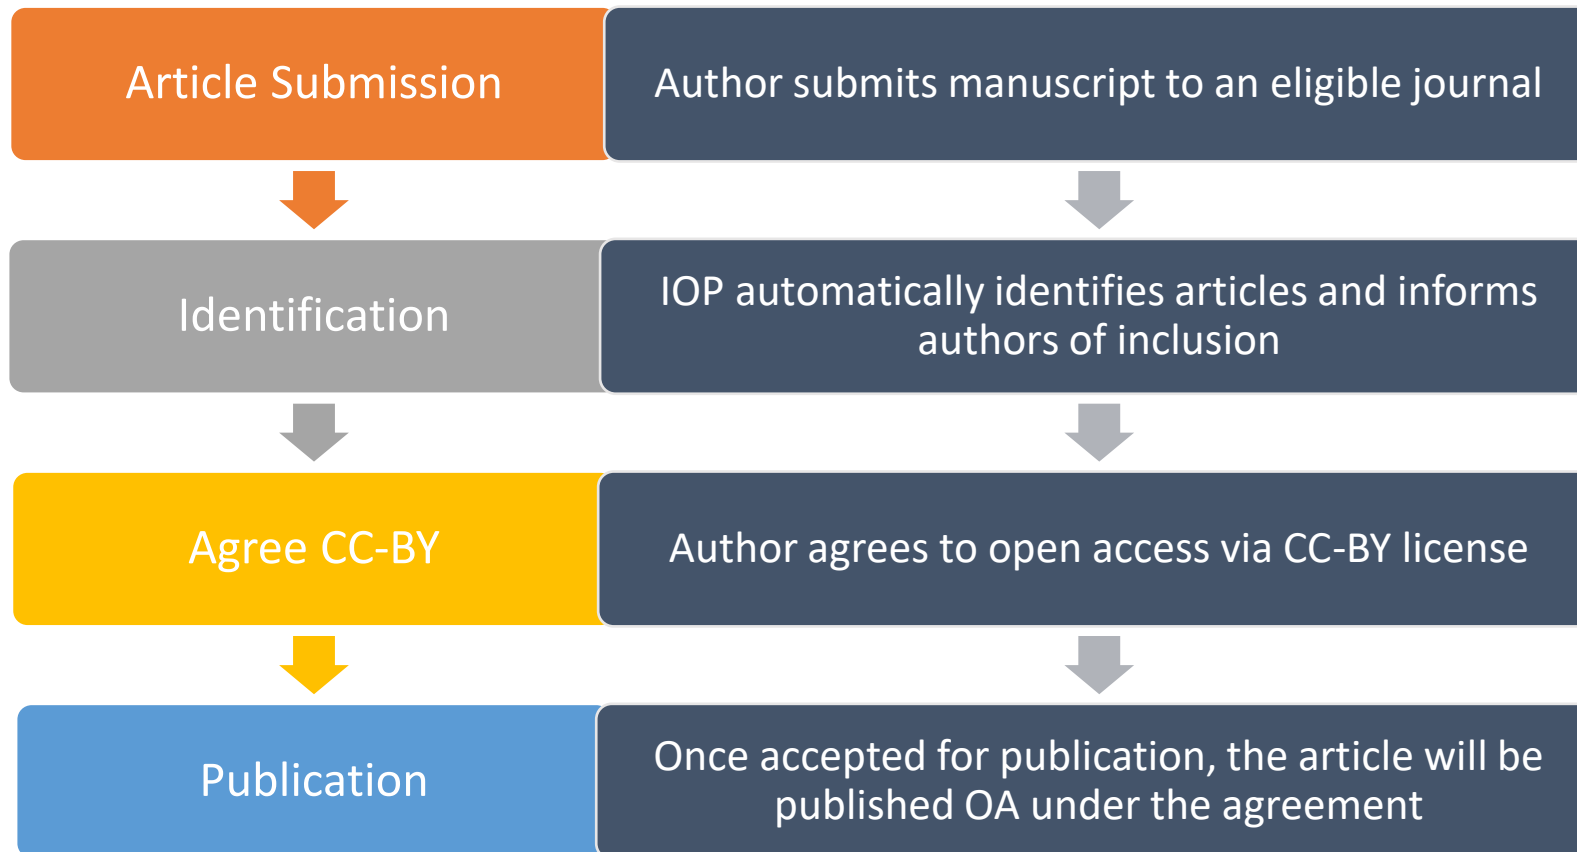 Article Submission
Author submits manuscript to an eligible journal
Identification
IOP automatically identifies articles and informs
authors of inclusion
Agree CC-BY
Author agrees to open access via CC-BY license
Publication
Once accepted for publication, the article will be
published OA under the agreement